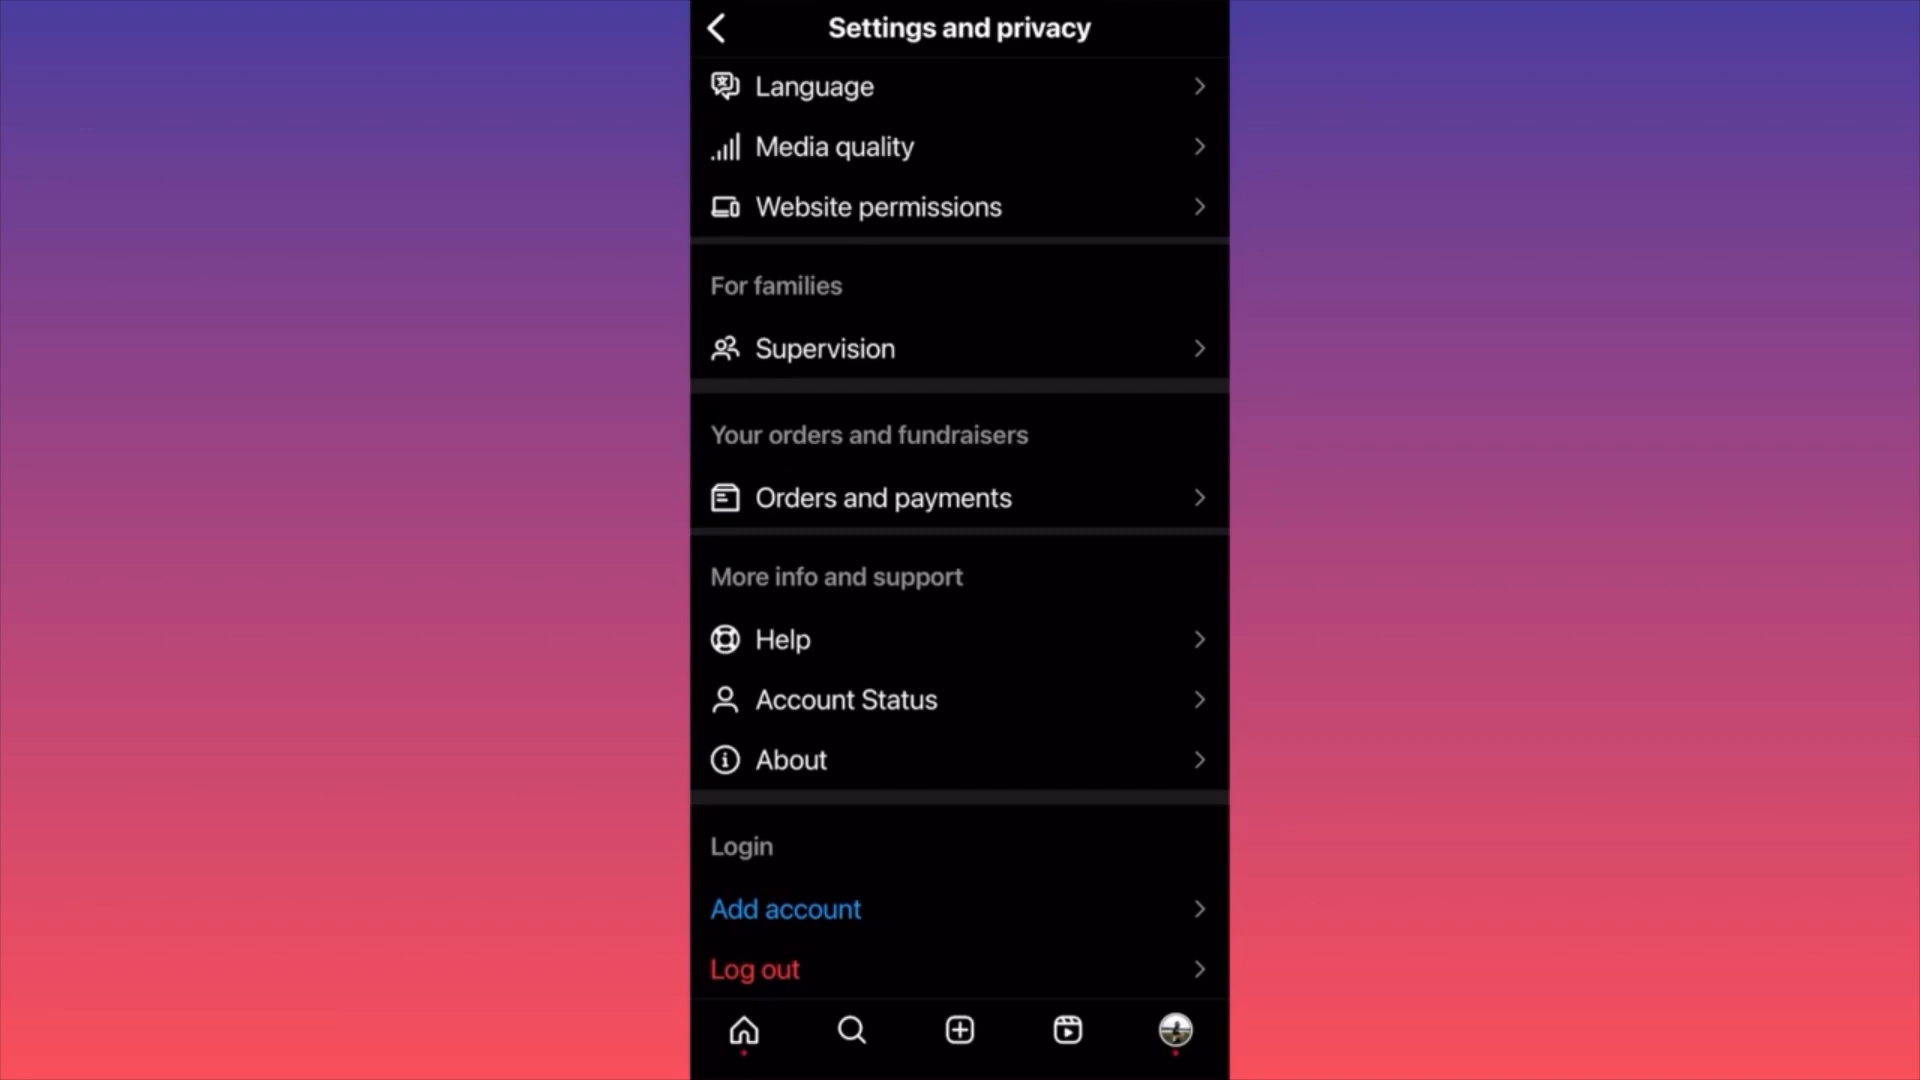 Settings and privacy
Language
Media quality
Website permissions
For families
Supervision
Your orders and fundraisers
Orders and payments
More info and support
Help
Account Status
About
Login
Add account
Log out